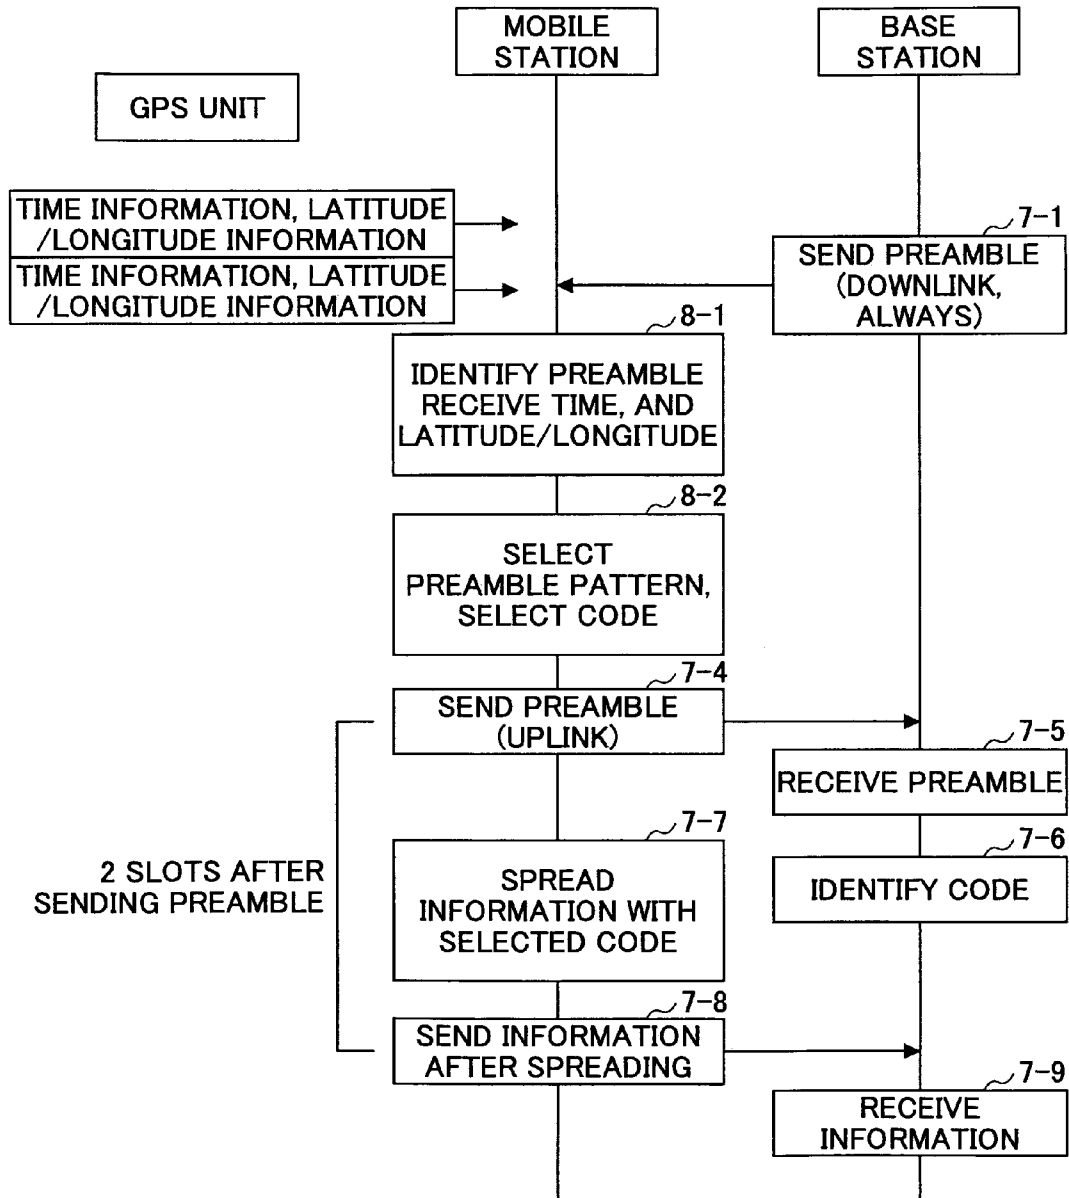 MOBILE
STATION
BASE
STATION
GPS UNIT
TIME INFORMATION, LATITUDE
/LONGITUDE INFORMATION
TIME INFORMATION, LATITUDE
/LONGITUDE INFORMATION
7-1
SEND PREAMBLE
(DOWNLINK,
ALWAYS)
8-1
IDENTIFY PREAMBLE
RECEIVE TIME, AND
LATITUDE/LONGITUDE
8-2
SELECT
PREAMBLE PATTERN,
SELECT CODE
7-4
SEND PREAMBLE
(UPLINK)
7-5
RECEIVE PREAMBLE
7-6
IDENTIFY CODE
2 SLOTS AFTER
SENDING PREAMBLE
7-7
SPREAD
INFORMATION WITH
SELECTED CODE
7-8
SEND INFORMATION
AFTER SPREADING
7-9
RECEIVE
INFORMATION